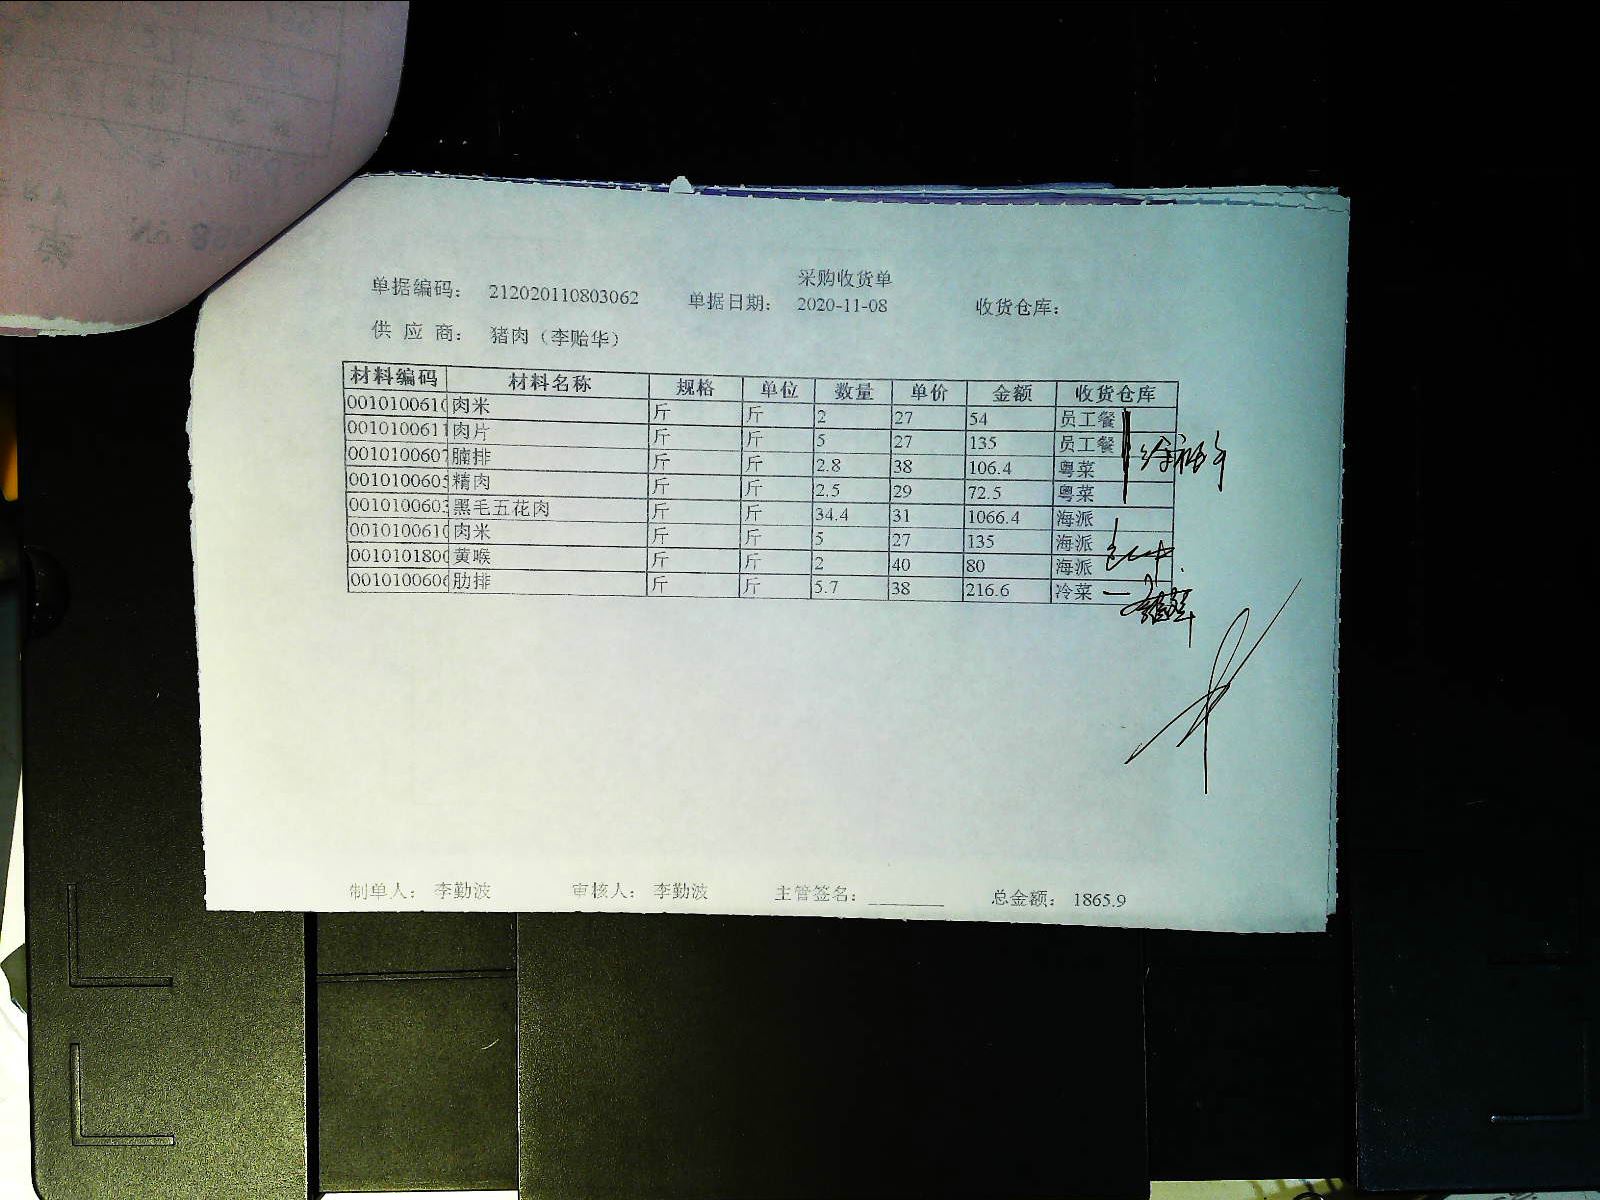 采购收货单
单据编码： 212020110803062 单据日期： 2020-11-08 收货仓库：
供 应 商： 猪肉（李贻华）
材料编码 材料名称 规格 单位 数量 单价 金额 收货仓库
0010100610 肉米 斤 斤 2 27 54 员工餐
0010100611 肉片 斤 斤 5 27 135 员工餐
0010100607 腩排 斤 斤 2.8 38 106.4 粤菜
0010100605 精肉 斤 斤 2.5 29 72.5 粤菜
0010100603 黑毛五花肉 斤 斤 34.4 31 1066.4 海派
0010100610 肉米 斤 斤 5 27 135 海派
001010180 黄喉 斤 斤 2 40 80 海派
0010100606 肋排 斤 斤 5.7 38 216.6 冷菜
制单人： 李勤波 审核人： 李勤波 主管签名：________ 总金额： 1865.9